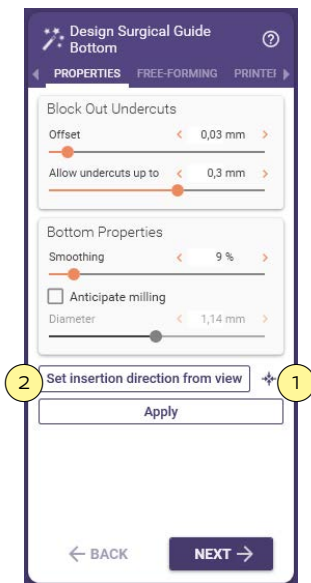 Design Surgical Guide
Bottom
PROPERTIES FREE-FORMING
Block Out Undercuts
Offset 0,03 mm
Allow undercuts up to 0,3 mm
Bottom Properties
Smoothing 9 %
Anticipate milling
Diameter 1,14 mm
2 Set insertion direction from view 1
Apply
BACK NEXT